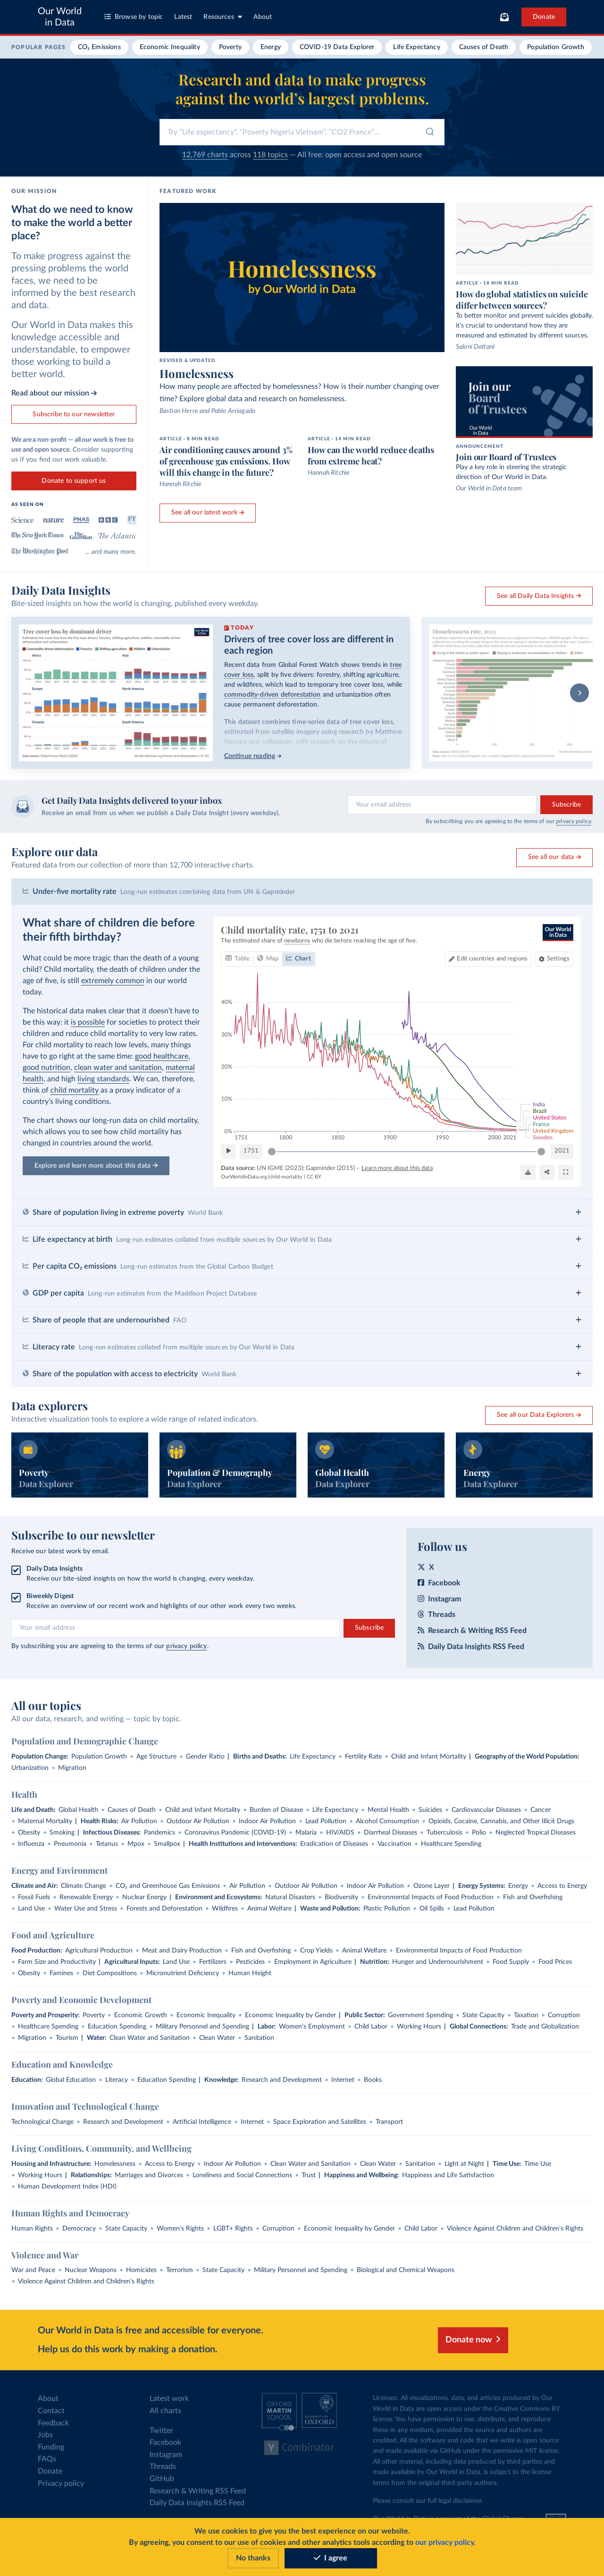 Our World
in Data
Browse by topic
Latest
Resources
About
Donate
POPULAR PAGES
CO₂ Emissions
Economic Inequality
Poverty
Energy
COVID-19 Data Explorer
Life Expectancy
Causes of Death
Population Growth
Research and data to make progress
against the world's largest problems.
Try "Life expectancy", "Poverty Nigeria Vietnam", "CO2 France"...
12,769 charts across 118 topics — All free: open access and open source
OUR MISSION
What do we need to know
to make the world a better
place?
To make progress against the
pressing problems the world
faces, we need to be
informed by the best research
and data.
Our World in Data makes this
knowledge accessible and
understandable, to empower
those working to build a
better world.
Read about our mission →
Subscribe to our newsletter
We are a non-profit — all our work is free to
use and open source. Consider supporting
us if you find our work valuable.
Donate to support us
AS SEEN ON
Science nature PNAS BBC FT
The New York Times The Guardian The Atlantic
The Washington Post ... and many more.
FEATURED WORK
Homelessness
by Our World in Data
REVISED & UPDATED
Homelessness
How many people are affected by homelessness? How is their number changing over
time? Explore global data and research on homelessness.
Bastian Herre and Pablo Arriagada
ARTICLE · 8 MIN READ
Air conditioning causes around 3%
of greenhouse gas emissions. How
will this change in the future?
Hannah Ritchie
ARTICLE · 14 MIN READ
How can the world reduce deaths
from extreme heat?
Hannah Ritchie
See all our latest work →
ARTICLE · 18 MIN READ
How do global statistics on suicide
differ between sources?
To better monitor and prevent suicides globally,
it's crucial to understand how they are
measured and estimated by different sources.
Saloni Dattani
Join our
Board of Trustees
Our World
in Data
ANNOUNCEMENT
Join our Board of Trustees
Play a key role in steering the strategic
direction of Our World in Data.
Our World in Data team
Daily Data Insights
Bite-sized insights on how the world is changing, published every weekday.
See all Daily Data Insights →
Tree cover loss by dominant driver
TODAY
Drivers of tree cover loss are different in
each region
Recent data from Global Forest Watch shows trends in tree
cover loss, split by five drivers: forestry, shifting agriculture,
and wildfires, which lead to temporary tree cover loss, while
commodity-driven deforestation and urbanization often
cause permanent deforestation.
This dataset combines time-series data of tree cover loss,
estimated from satellite imagery using research by Matthew
Hansen and colleagues, with research on the drivers of
Continue reading →
Homelessness rate, 2023
Get Daily Data Insights delivered to your inbox
Receive an email from us when we publish a Daily Data Insight (every weekday).
Your email address
Subscribe
By subscribing you are agreeing to the terms of our privacy policy.
Explore our data
Featured data from our collection of more than 12,700 interactive charts.
See all our data →
Under-five mortality rate Long-run estimates combining data from UN & Gapminder
What share of children die before
their fifth birthday?
What could be more tragic than the death of a young
child? Child mortality, the death of children under the
age of five, is still extremely common in our world
today.
The historical data makes clear that it doesn't have to
be this way: it is possible for societies to protect their
children and reduce child mortality to very low rates.
For child mortality to reach low levels, many things
have to go right at the same time: good healthcare,
good nutrition, clean water and sanitation, maternal
health, and high living standards. We can, therefore,
think of child mortality as a proxy indicator of a
country's living conditions.
The chart shows our long-run data on child mortality,
which allows you to see how child mortality has
changed in countries around the world.
Explore and learn more about this data →
Child mortality rate, 1751 to 2021
The estimated share of newborns who die before reaching the age of five.
Our World
in Data
Table
Map
Chart
Edit countries and regions
Settings
40%
30%
20%
10%
0%
1751 1800 1850 1900 1950 2000 2021
India
Brazil
United States
France
United Kingdom
Sweden
1751
2021
Data source: UN IGME (2023); Gapminder (2015) – Learn more about this data
OurWorldInData.org/child-mortality | CC BY
Share of population living in extreme poverty World Bank
Life expectancy at birth Long-run estimates collated from multiple sources by Our World in Data
Per capita CO₂ emissions Long-run estimates from the Global Carbon Budget
GDP per capita Long-run estimates from the Maddison Project Database
Share of people that are undernourished FAO
Literacy rate Long-run estimates collated from multiple sources by Our World in Data
Share of the population with access to electricity World Bank
Data explorers
Interactive visualization tools to explore a wide range of related indicators.
See all our Data Explorers →
Poverty
Data Explorer
Population & Demography
Data Explorer
Global Health
Data Explorer
Energy
Data Explorer
Subscribe to our newsletter
Receive our latest work by email.
Daily Data Insights
Receive our bite-sized insights on how the world is changing, every weekday.
Biweekly Digest
Receive an overview of our recent work and highlights of our other work every two weeks.
Your email address
Subscribe
By subscribing you are agreeing to the terms of our privacy policy.
Follow us
X
Facebook
Instagram
Threads
Research & Writing RSS Feed
Daily Data Insights RSS Feed
All our topics
All our data, research, and writing — topic by topic.
Population and Demographic Change
Population Change: Population Growth • Age Structure • Gender Ratio | Births and Deaths: Life Expectancy • Fertility Rate • Child and Infant Mortality | Geography of the World Population:
Urbanization • Migration
Health
Life and Death: Global Health • Causes of Death • Child and Infant Mortality • Burden of Disease • Life Expectancy • Mental Health • Suicides • Cardiovascular Diseases • Cancer
• Maternal Mortality | Health Risks: Air Pollution • Outdoor Air Pollution • Indoor Air Pollution • Lead Pollution • Alcohol Consumption • Opioids, Cocaine, Cannabis, and Other Illicit Drugs
• Obesity • Smoking | Infectious Diseases: Pandemics • Coronavirus Pandemic (COVID-19) • Malaria • HIV/AIDS • Diarrheal Diseases • Tuberculosis • Polio • Neglected Tropical Diseases
• Influenza • Pneumonia • Tetanus • Mpox • Smallpox | Health Institutions and Interventions: Eradication of Diseases • Vaccination • Healthcare Spending
Energy and Environment
Climate and Air: Climate Change • CO₂ and Greenhouse Gas Emissions • Air Pollution • Outdoor Air Pollution • Indoor Air Pollution • Ozone Layer | Energy Systems: Energy • Access to Energy
• Fossil Fuels • Renewable Energy • Nuclear Energy | Environment and Ecosystems: Natural Disasters • Biodiversity • Environmental Impacts of Food Production • Fish and Overfishing
• Land Use • Water Use and Stress • Forests and Deforestation • Wildfires • Animal Welfare | Waste and Pollution: Plastic Pollution • Oil Spills • Lead Pollution
Food and Agriculture
Food Production: Agricultural Production • Meat and Dairy Production • Fish and Overfishing • Crop Yields • Animal Welfare • Environmental Impacts of Food Production
• Farm Size and Productivity | Agricultural Inputs: Land Use • Fertilizers • Pesticides • Employment in Agriculture | Nutrition: Hunger and Undernourishment • Food Supply • Food Prices
• Obesity • Famines • Diet Compositions • Micronutrient Deficiency • Human Height
Poverty and Economic Development
Poverty and Prosperity: Poverty • Economic Growth • Economic Inequality • Economic Inequality by Gender | Public Sector: Government Spending • State Capacity • Taxation • Corruption
• Healthcare Spending • Education Spending • Military Personnel and Spending | Labor: Women's Employment • Child Labor • Working Hours | Global Connections: Trade and Globalization
• Migration • Tourism | Water: Clean Water and Sanitation • Clean Water • Sanitation
Education and Knowledge
Education: Global Education • Literacy • Education Spending | Knowledge: Research and Development • Internet • Books
Innovation and Technological Change
Technological Change • Research and Development • Artificial Intelligence • Internet • Space Exploration and Satellites • Transport
Living Conditions, Community, and Wellbeing
Housing and Infrastructure: Homelessness • Access to Energy • Indoor Air Pollution • Clean Water and Sanitation • Clean Water • Sanitation • Light at Night | Time Use: Time Use
• Working Hours | Relationships: Marriages and Divorces • Loneliness and Social Connections • Trust | Happiness and Wellbeing: Happiness and Life Satisfaction
• Human Development Index (HDI)
Human Rights and Democracy
Human Rights • Democracy • State Capacity • Women's Rights • LGBT+ Rights • Corruption • Economic Inequality by Gender • Child Labor • Violence Against Children and Children's Rights
Violence and War
War and Peace • Nuclear Weapons • Homicides • Terrorism • State Capacity • Military Personnel and Spending • Biological and Chemical Weapons
• Violence Against Children and Children's Rights
Our World in Data is free and accessible for everyone.
Help us do this work by making a donation.
Donate now
About
Contact
Feedback
Jobs
Funding
FAQs
Donate
Privacy policy
Latest work
All charts
Twitter
Facebook
Instagram
Threads
GitHub
Research & Writing RSS Feed
Daily Data Insights RSS Feed
OXFORD
MARTIN
SCHOOL
UNIVERSITY OF
OXFORD
Y Combinator
Licenses: All visualizations, data, and articles produced by Our
World in Data are open access under the Creative Commons BY
license. You have permission to use, distribute, and reproduce
these in any medium, provided the source and authors are
credited. All the software and code that we write is open source
and made available via GitHub under the permissive MIT license.
All other material, including data produced by third parties and
made available by Our World in Data, is subject to the license
terms from the original third-party authors.
Please consult our full legal disclaimer.
We use cookies to give you the best experience on our website.
By agreeing, you consent to our use of cookies and other analytics tools according to our privacy policy.
No thanks
I agree